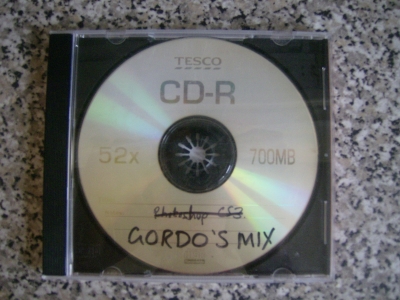 TESCO
CD-R
52x 700MB
Photoshop CS3
GORDO'S MIX